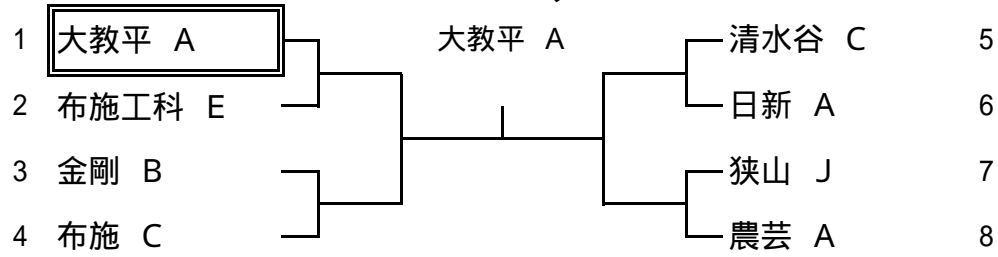 1 大教平 A 大教平 A 清水谷 C 5
2 布施工科 E 日新 A 6
3 金剛 B 狭山 J 7
4 布施 C 農芸 A 8